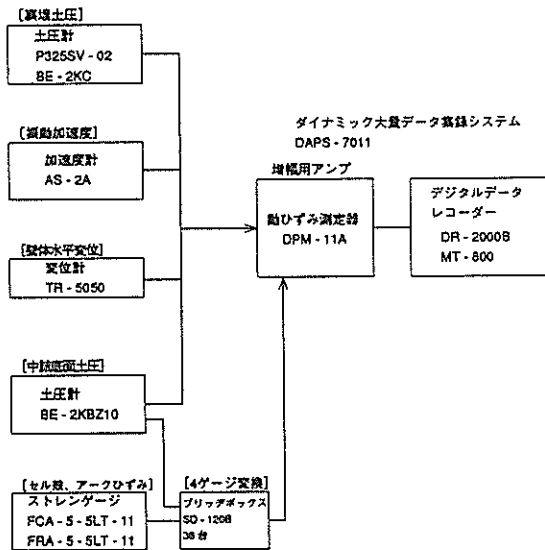 [裏壊土圧]
土圧計
P325SV - 02
BE - 2KC
[振動加速度]
加速度計
AS - 2A
[壁体水平変位]
変位計
TR - 5050
[中詰底面土圧]
土圧計
BE - 2KBZ10
[セル殻、アークひずみ]
ストレンゲージ
FCA - 5 - 5LT - 11
FRA - 5 - 5LT - 11
[4ゲージ変換]
ブリッヂボックス
SD - 120B
36 台
ダイナミック大量データ集録システム
DAPS - 7011
増幅用アンプ
動ひずみ測定器
DPM - 11A
デジタルデータ
レコーダー
DR - 2000B
MT - 800